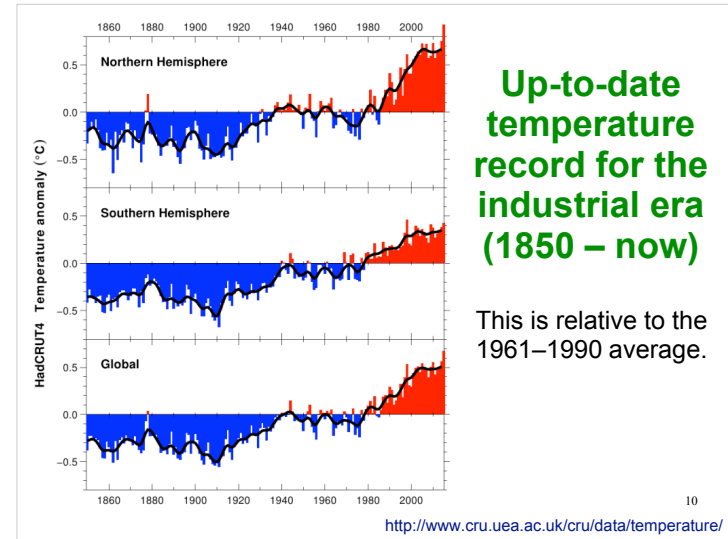 1860 1880 1900 1920 1940 1960 1980 2000
Northern Hemisphere
0.5
0.0
−0.5
Southern Hemisphere
0.5
0.0
−0.5
Global
0.5
0.0
−0.5
1860 1880 1900 1920 1940 1960 1980 2000
HadCRUT4 Temperature anomaly (°C)
Up-to-date
temperature
record for the
industrial era
(1850 – now)
This is relative to the
1961–1990 average.
10
http://www.cru.uea.ac.uk/cru/data/temperature/